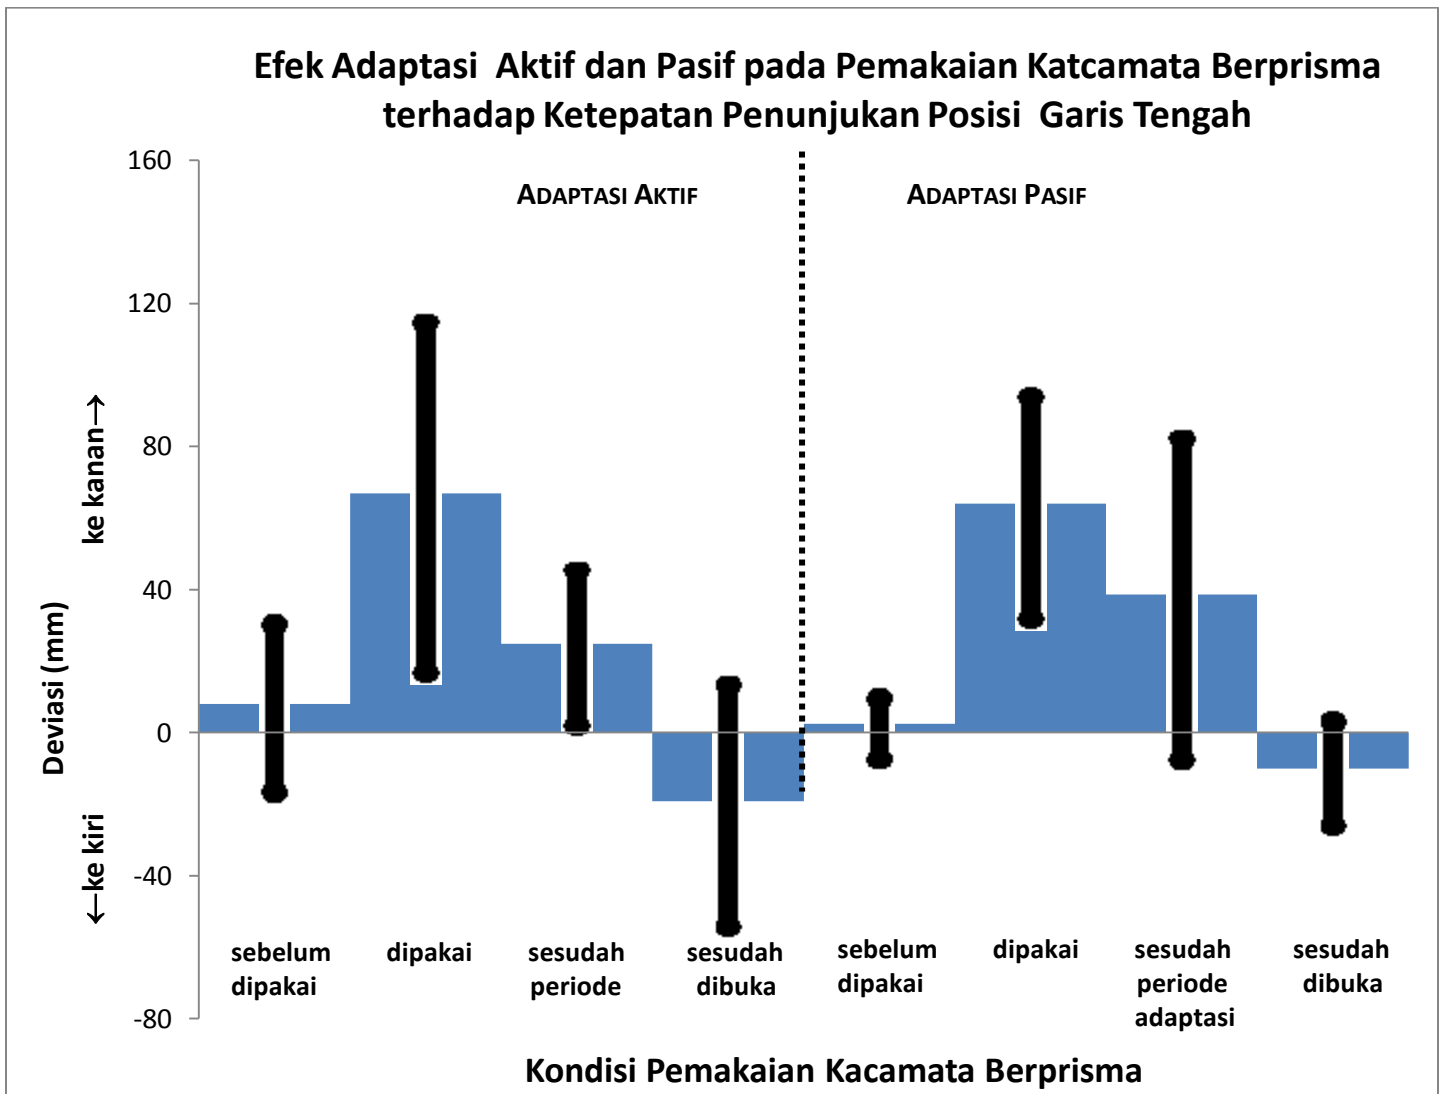 Efek Adaptasi Aktif dan Pasif pada Pemakaian Katcamata Berprisma
terhadap Ketepatan Penunjukan Posisi Garis Tengah
ADAPTASI AKTIF
ADAPTASI PASIF
160
120
80
40
0
-40
-80
Deviasi (mm)
ke kanan→
←ke kiri
sebelum
dipakai
dipakai
sesudah
periode
sesudah
dibuka
sebelum
dipakai
dipakai
sesudah
periode
adaptasi
sesudah
dibuka
Kondisi Pemakaian Kacamata Berprisma